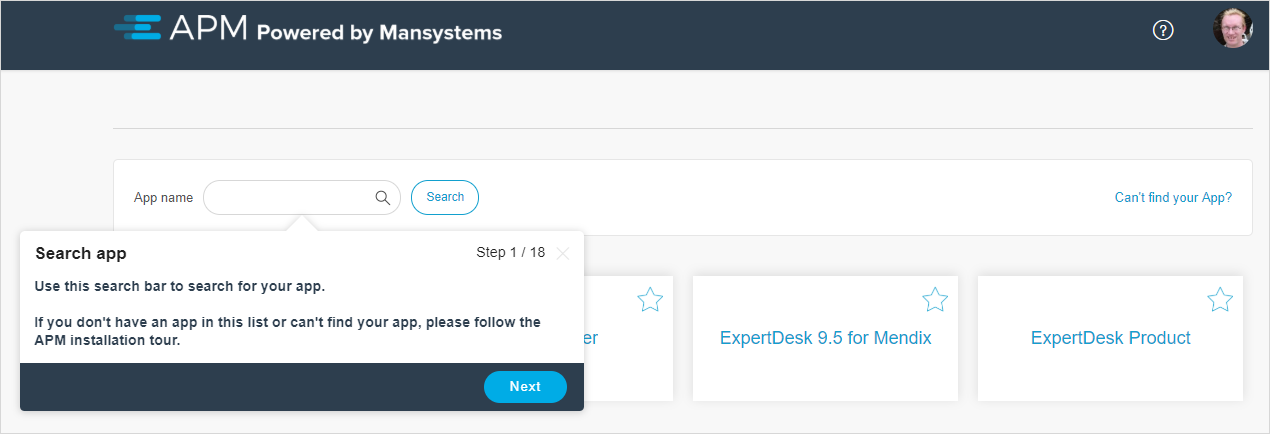 APM Powered by Mansystems
App name
Search
Can't find your App?
Search app
Step 1 / 18
Use this search bar to search for your app.
If you don't have an app in this list or can't find your app, please follow the
APM installation tour.
Next
er
ExpertDesk 9.5 for Mendix
ExpertDesk Product